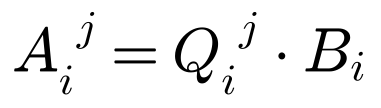 A_i^j = Q_i^j · B_i